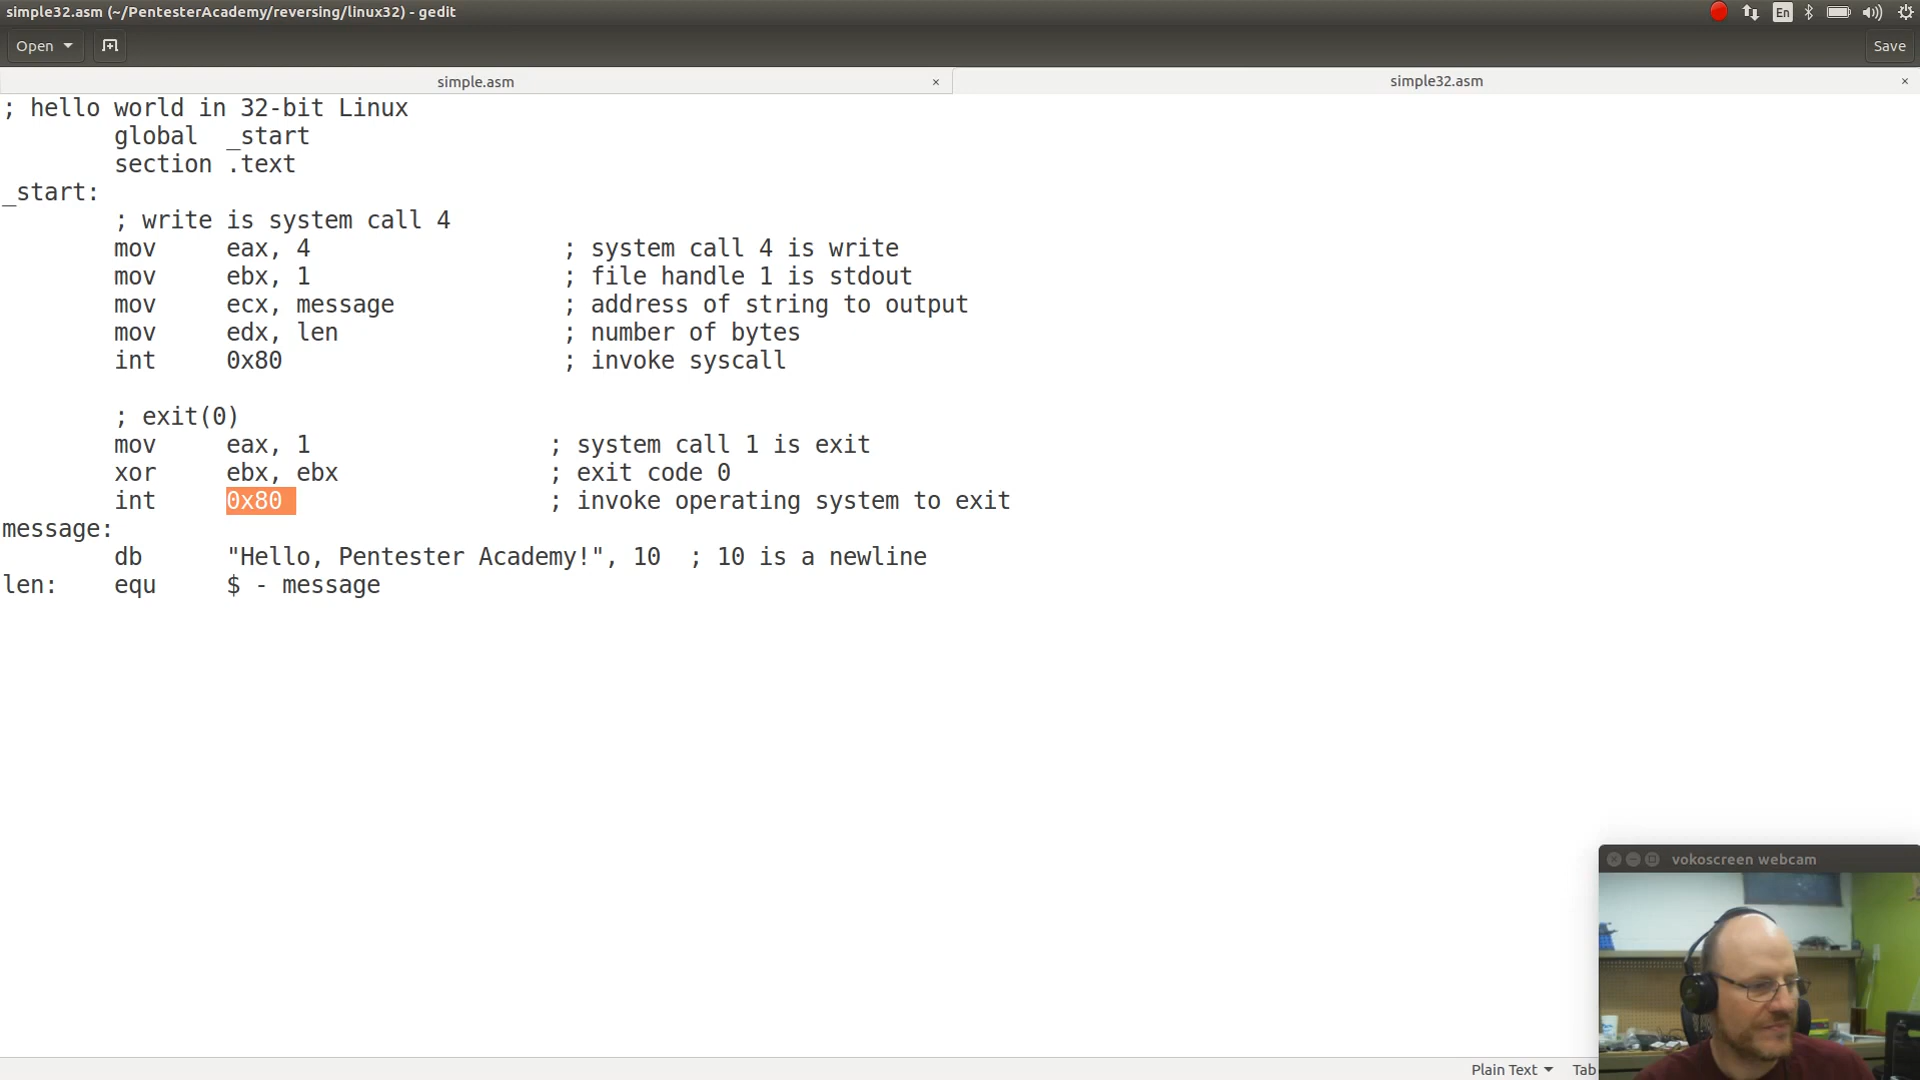 simple32.asm (~/PentesterAcademy/reversing/linux32) - gedit
En
Open
Save
simple.asm × simple32.asm ×
; hello world in 32-bit Linux
global _start
section .text
_start:
; write is system call 4
mov eax, 4 ; system call 4 is write
mov ebx, 1 ; file handle 1 is stdout
mov ecx, message ; address of string to output
mov edx, len ; number of bytes
int 0x80 ; invoke syscall
; exit(0)
mov eax, 1 ; system call 1 is exit
xor ebx, ebx ; exit code 0
int 0x80 ; invoke operating system to exit
message:
db "Hello, Pentester Academy!", 10 ; 10 is a newline
len: equ $ - message
vokoscreen webcam
Plain Text Tab